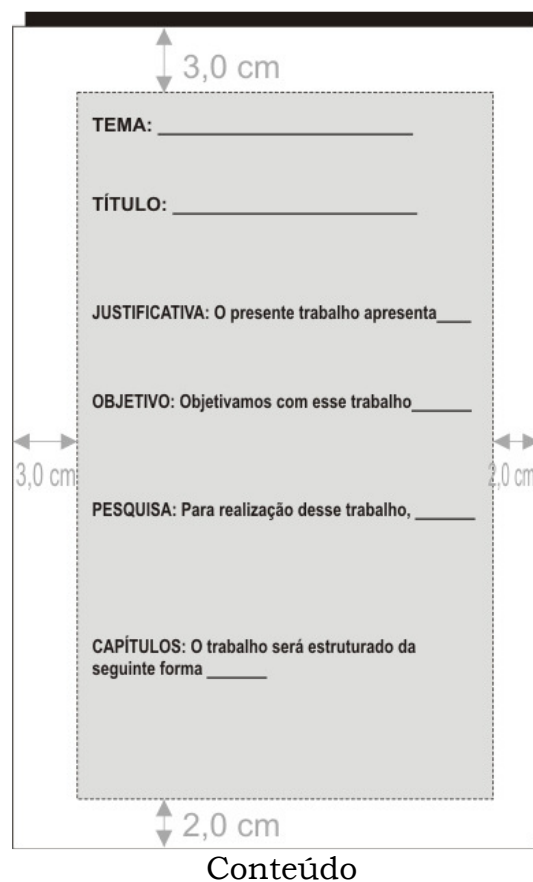 3,0 cm
TEMA: ____________________
TÍTULO: ___________________
JUSTIFICATIVA: O presente trabalho apresenta____
OBJETIVO: Objetivamos com esse trabalho_______
3,0 cm
2,0 cm
PESQUISA: Para realização desse trabalho, _______
CAPÍTULOS: O trabalho será estruturado da
seguinte forma _______
2,0 cm
Conteúdo